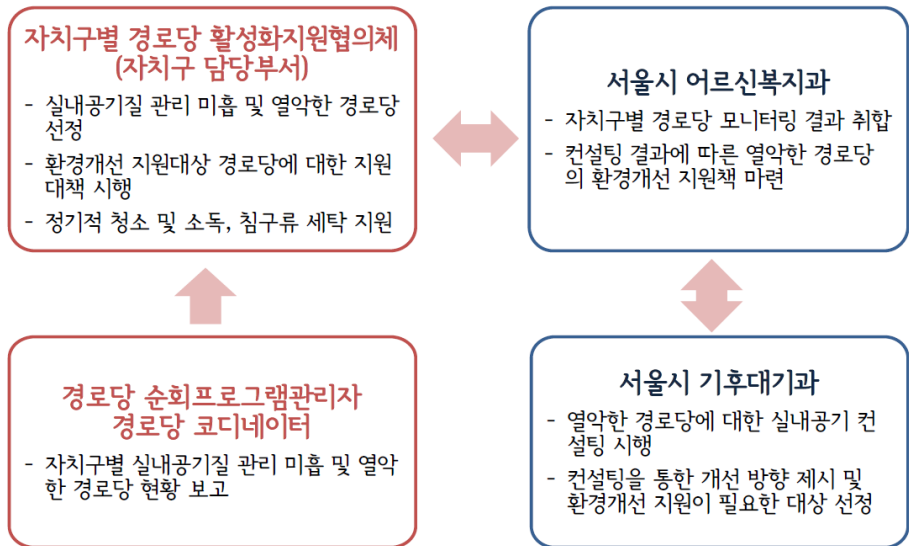 자치구별 경로당 활성화지원협의체
(자치구 담당부서)
- 실내공기질 관리 미흡 및 열악한 경로당
선정
- 환경개선 지원대상 경로당에 대한 지원
대책 시행
- 정기적 청소 및 소독, 침구류 세탁 지원
서울시 어르신복지과
- 자치구별 경로당 모니터링 결과 취합
- 컨설팅 결과에 따른 열악한 경로당
의 환경개선 지원책 마련
경로당 순회프로그램관리자
경로당 코디네이터
- 자치구별 실내공기질 관리 미흡 및 열악
한 경로당 현황 보고
서울시 기후대기과
- 열악한 경로당에 대한 실내공기 컨
설팅 시행
- 컨설팅을 통한 개선 방향 제시 및
환경개선 지원이 필요한 대상 선정